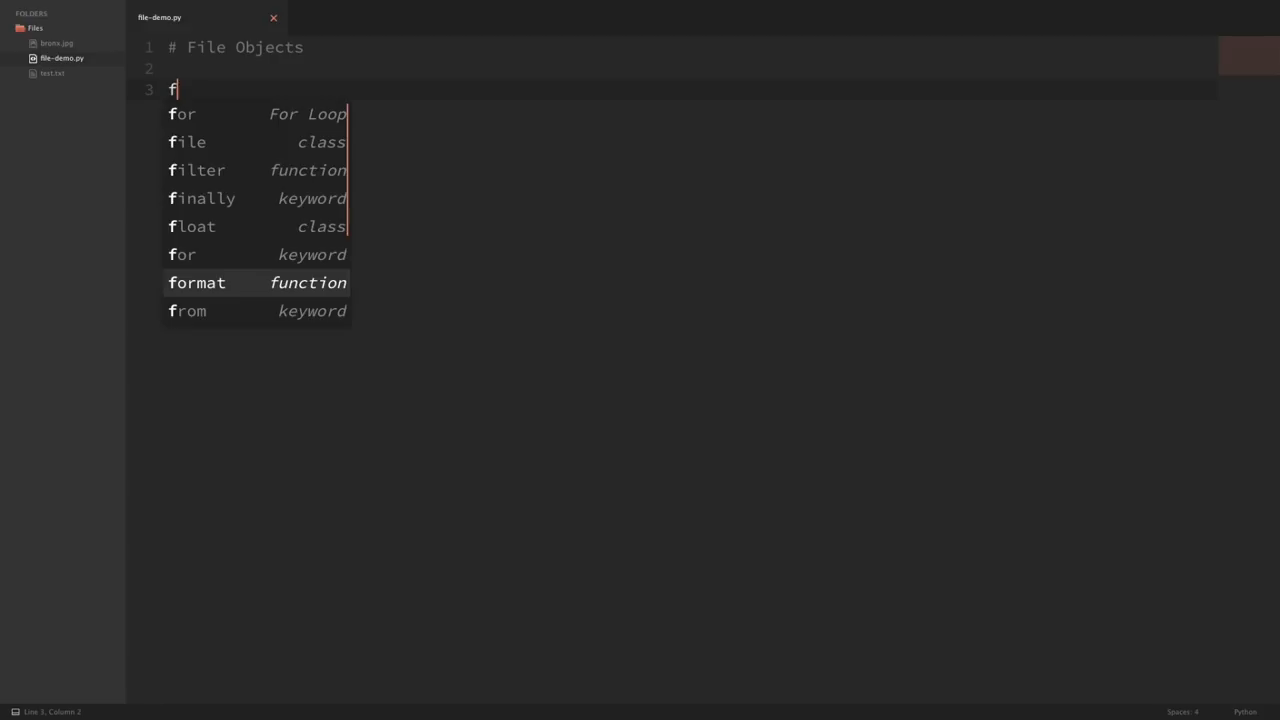 FOLDERS
Files
bronx.jpg
file-demo.py
test.txt
file-demo.py
1 # File Objects
2
3 f
for For Loop
file class
filter function
finally keyword
float class
for keyword
format function
from keyword
Line 3, Column 2
Spaces: 4
Python